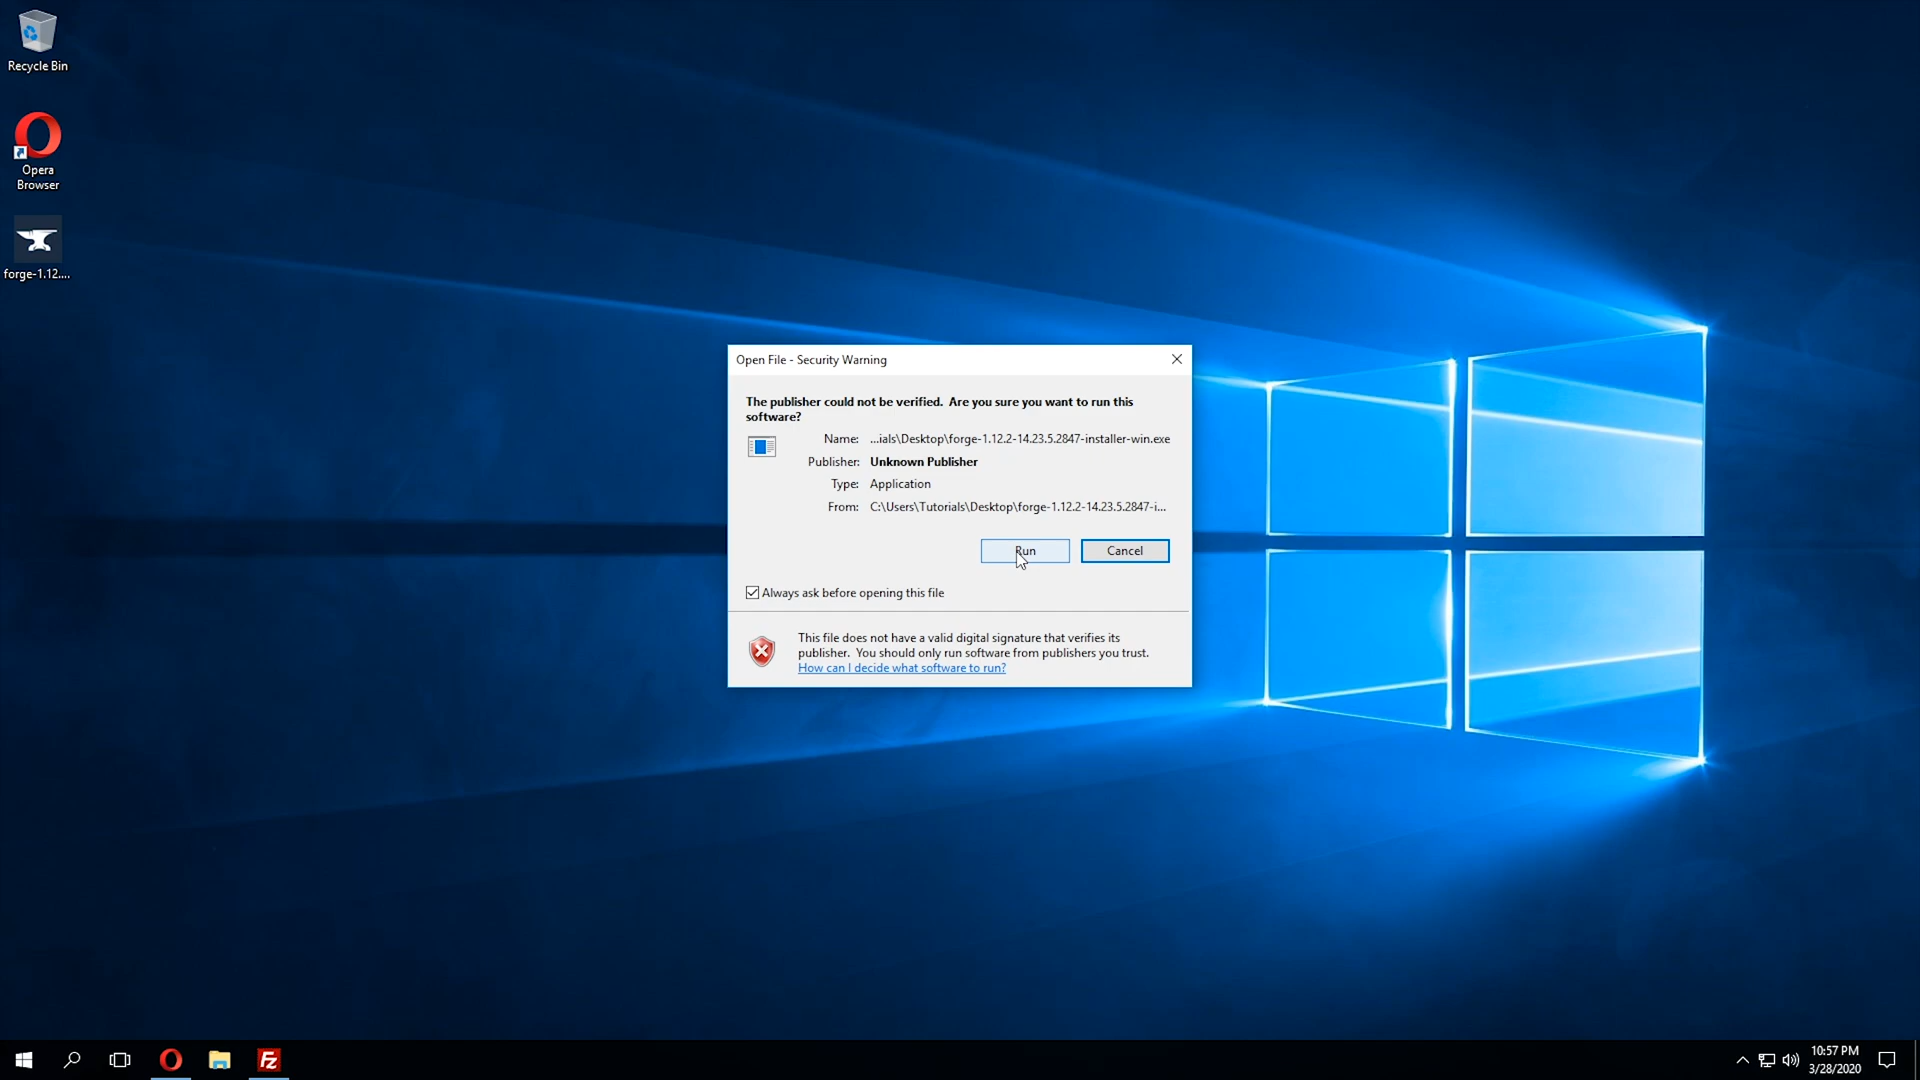 Recycle Bin
Opera
Browser
forge-1.12....
Open File - Security Warning
The publisher could not be verified.  Are you sure you want to run this
software?
Name: ...ials\Desktop\forge-1.12.2-14.23.5.2847-installer-win.exe
Publisher: Unknown Publisher
Type: Application
From: C:\Users\Tutorials\Desktop\forge-1.12.2-14.23.5.2847-i...
Run
Cancel
Always ask before opening this file
This file does not have a valid digital signature that verifies its
publisher.  You should only run software from publishers you trust.
How can I decide what software to run?
Fz
10:57 PM
3/28/2020